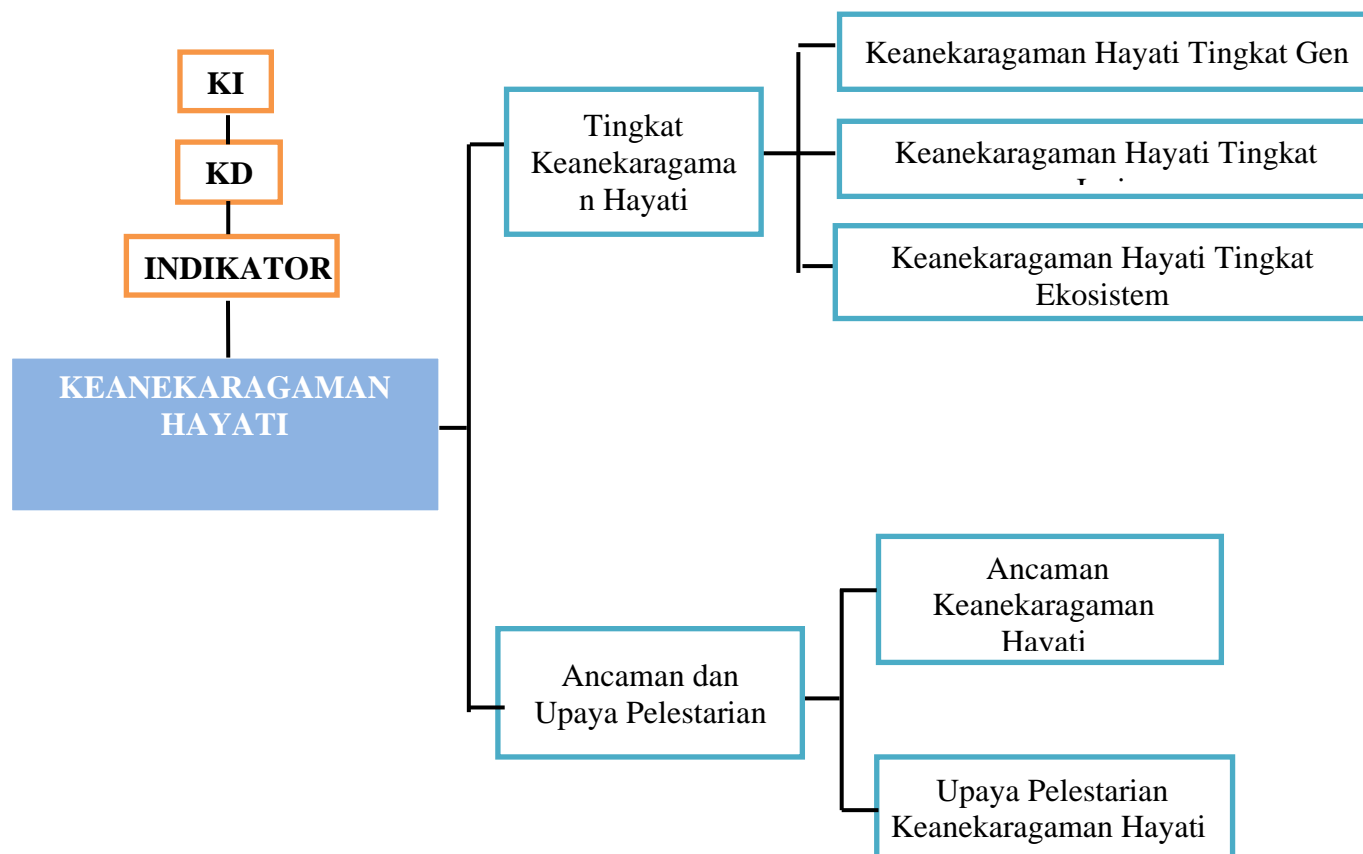 KI
KD
INDIKATOR
KEANEKARAGAMAN
HAYATI
Tingkat
Keanekaragama
n Hayati
Keanekaragaman Hayati Tingkat Gen
Keanekaragaman Hayati Tingkat
Keanekaragaman Hayati Tingkat
Ekosistem
Ancaman dan
Upaya Pelestarian
Ancaman
Keanekaragaman
Hayati
Upaya Pelestarian
Keanekaragaman Hayati